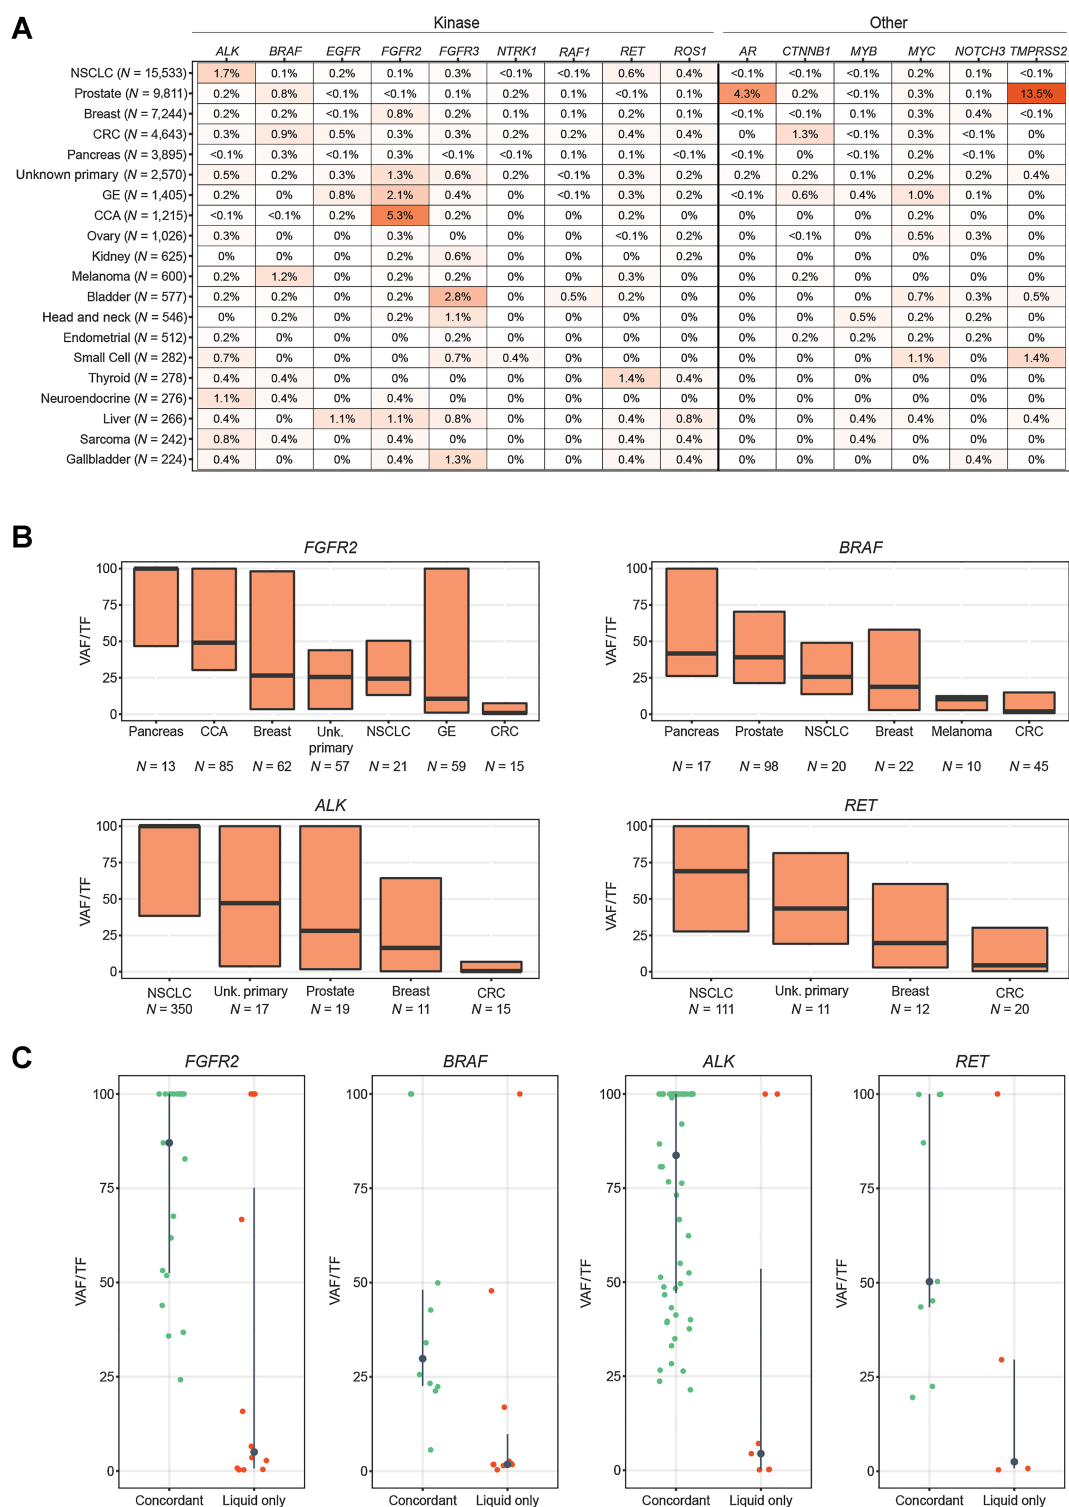 A
Kinase Other
ALK BRAF EGFR FGFR2 FGFR3 NTRK1 RAF1 RET ROS1 AR CTNNB1 MYB MYC NOTCH3 TMPRSS2
NSCLC (N = 15,533) 1.7% 0.1% 0.2% 0.1% 0.3% <0.1% <0.1% 0.6% 0.4% <0.1% <0.1% <0.1% 0.2% 0.1% <0.1%
Prostate (N = 9,811) 0.2% 0.8% <0.1% <0.1% 0.1% 0.2% 0.1% <0.1% 0.1% 4.3% 0.2% <0.1% 0.3% 0.1% 13.5%
Breast (N = 7,244) 0.2% 0.2% <0.1% 0.8% 0.2% 0.1% 0.1% 0.2% 0.1% <0.1% <0.1% 0.1% 0.3% 0.4% <0.1%
CRC (N = 4,643) 0.3% 0.9% 0.5% 0.3% 0.3% 0.2% 0.2% 0.4% 0.4% 0% 1.3% <0.1% 0.3% <0.1% 0%
Pancreas (N = 3,895) <0.1% 0.3% <0.1% 0.3% <0.1% <0.1% 0.1% 0.1% <0.1% <0.1% 0% <0.1% 0.2% <0.1% 0%
Unknown primary (N = 2,570) 0.5% 0.2% 0.3% 1.3% 0.6% 0.2% <0.1% 0.3% 0.2% 0.2% 0.2% 0.1% 0.2% 0.2% 0.4%
GE (N = 1,405) 0.2% 0% 0.8% 2.1% 0.4% 0% <0.1% 0.3% 0.2% <0.1% 0.6% 0.4% 1.0% 0.1% 0%
CCA (N = 1,215) <0.1% <0.1% 0.2% 5.3% 0.2% 0% 0% 0.2% 0% 0% 0% 0% 0.2% 0% 0%
Ovary (N = 1,026) 0.3% 0% 0% 0.3% 0% 0% 0% <0.1% 0.2% 0% <0.1% 0% 0.5% 0.3% 0%
Kidney (N = 625) 0% 0% 0% 0.2% 0.6% 0% 0% 0% 0.2% 0% 0% 0% 0% 0% 0%
Melanoma (N = 600) 0.2% 1.2% 0% 0.2% 0.2% 0% 0% 0.3% 0% 0% 0.2% 0% 0% 0% 0%
Bladder (N = 577) 0.2% 0.2% 0% 0.2% 2.8% 0% 0.5% 0.2% 0% 0% 0% 0% 0.7% 0.3% 0.5%
Head and neck (N = 546) 0% 0.2% 0% 0.2% 1.1% 0% 0% 0% 0% 0% 0% 0.5% 0.2% 0.2% 0%
Endometrial (N = 512) 0.2% 0% 0% 0% 0.2% 0% 0% 0% 0% 0% 0.2% 0.2% 0.2% 0.2% 0%
Small Cell (N = 282) 0.7% 0% 0% 0% 0.7% 0.4% 0% 0% 0% 0% 0% 0% 1.1% 0% 1.4%
Thyroid (N = 278) 0.4% 0.4% 0% 0% 0% 0% 0% 1.4% 0.4% 0% 0% 0% 0% 0% 0%
Neuroendocrine (N = 276) 1.1% 0.4% 0% 0.4% 0% 0% 0% 0% 0% 0% 0% 0% 0% 0% 0%
Liver (N = 266) 0.4% 0% 1.1% 1.1% 0.8% 0% 0% 0.4% 0.8% 0% 0% 0.4% 0.4% 0% 0.4%
Sarcoma (N = 242) 0.8% 0.4% 0% 0.4% 0% 0% 0% 0.4% 0.4% 0% 0% 0.4% 0% 0% 0%
Gallbladder (N = 224) 0.4% 0% 0% 0.4% 1.3% 0% 0% 0.4% 0.4% 0% 0% 0% 0% 0.4% 0%
B
FGFR2
VAF/TF
100
75
50
25
0
Pancreas CCA Breast Unk. primary NSCLC GE CRC
N = 13 N = 85 N = 62 N = 57 N = 21 N = 59 N = 15
BRAF
VAF/TF
100
75
50
25
0
Pancreas Prostate NSCLC Breast Melanoma CRC
N = 17 N = 98 N = 20 N = 22 N = 10 N = 45
ALK
VAF/TF
100
75
50
25
0
NSCLC Unk. primary Prostate Breast CRC
N = 350 N = 17 N = 19 N = 11 N = 15
RET
VAF/TF
100
75
50
25
0
NSCLC Unk. primary Breast CRC
N = 111 N = 11 N = 12 N = 20
C
FGFR2
VAF/TF
100
75
50
25
0
Concordant Liquid only
BRAF
VAF/TF
100
75
50
25
0
Concordant Liquid only
ALK
VAF/TF
100
75
50
25
0
Concordant Liquid only
RET
VAF/TF
100
75
50
25
0
Concordant Liquid only